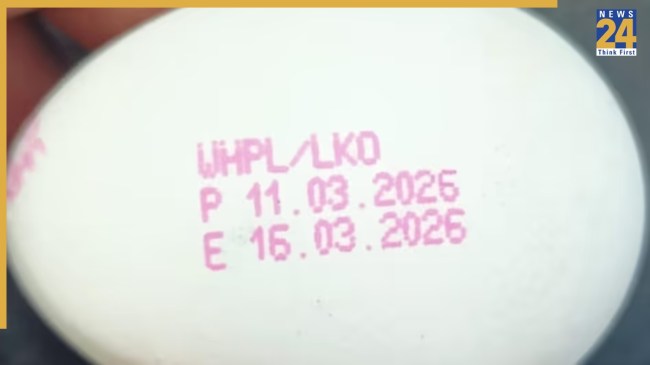 NEWS
24
Think First
WHPL/LKO
P 11.03.2026
E 16.03.2026